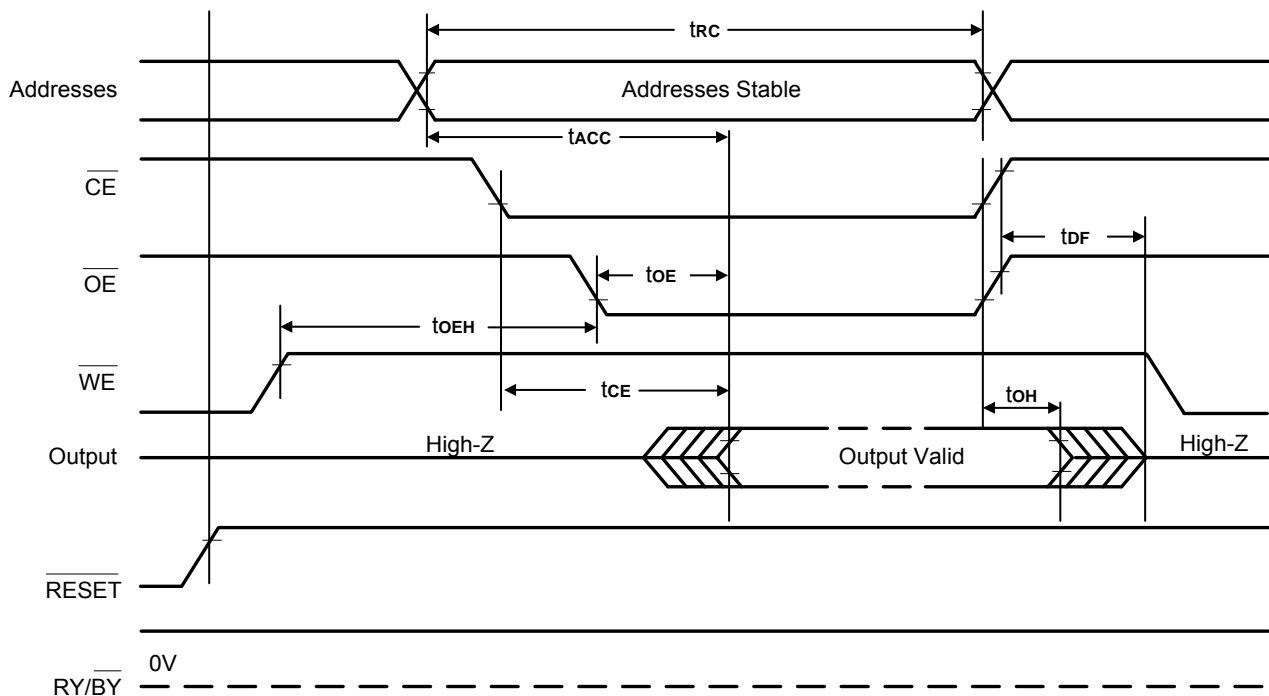 tRC
Addresses
Addresses Stable
tACC
CE
tDF
OE
tOE
tOEH
WE
tCE
tOH
High-Z
Output
Output Valid
High-Z
RESET
0V
RY/BY